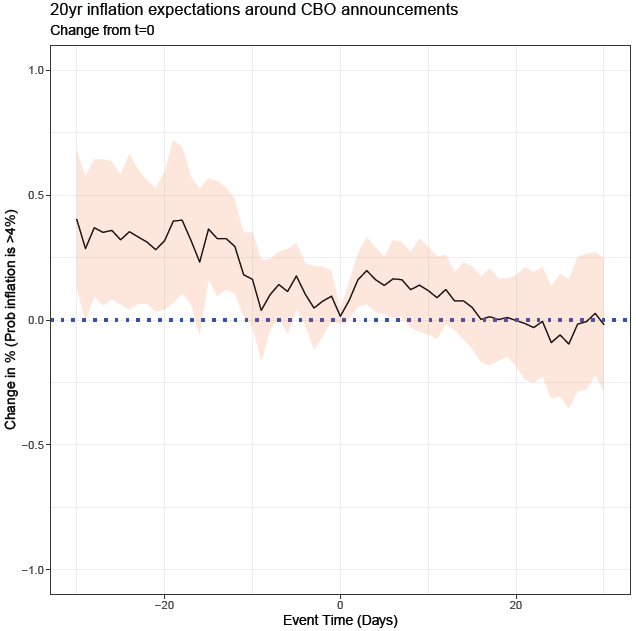 20yr inflation expectations around CBO announcements
Change from t=0
Change in % (Prob inflation is >4%)
1.0
0.5
0.0
−0.5
−1.0
−20
0
20
Event Time (Days)